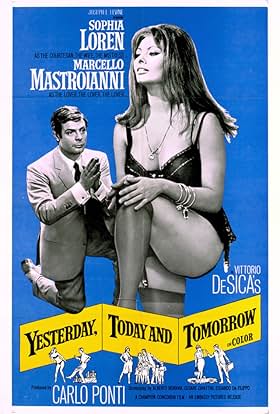 JOSEPH E. LEVINE
SOPHIA
LOREN
AS THE COURTESAN, THE WIFE, THE MISTRESS
MARCELLO
MASTROIANNI
AS THE LOVER, THE LOVER, THE LOVER.
VITTORIO
DeSICA'S
YESTERDAY, TODAY AND TOMORROW
IN COLOR
Produced by CARLO PONTI
A CHAMPION CONCORDIA FILM · AN EMBASSY PICTURES RELEASE